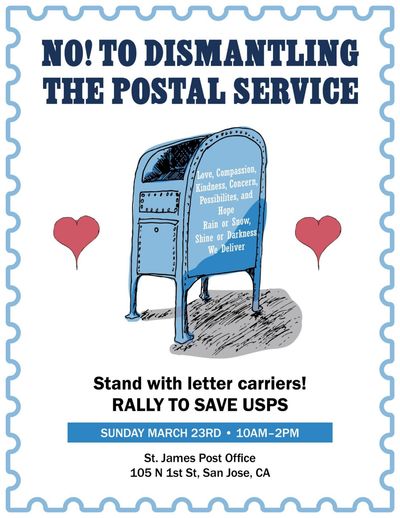 NO! TO DISMANTLING
THE POSTAL SERVICE
Love, Compassion,
Kindness, Concern,
Possibilites, and
Hope
Rain or Snow,
Shine or Darkness
We Deliver
Stand with letter carriers!
RALLY TO SAVE USPS
SUNDAY MARCH 23RD • 10AM–2PM
St. James Post Office
105 N 1st St, San Jose, CA